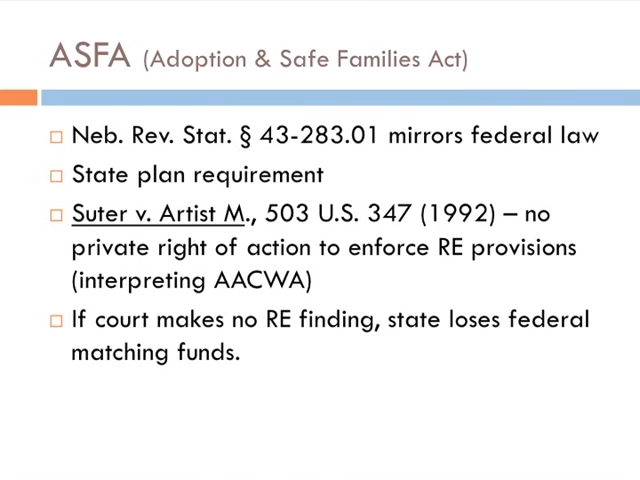 ASFA (Adoption & Safe Families Act)
□ Neb. Rev. Stat. § 43-283.01 mirrors federal law
□ State plan requirement
□ Suter v. Artist M., 503 U.S. 347 (1992) – no
private right of action to enforce RE provisions
(interpreting AACWA)
□ If court makes no RE finding, state loses federal
matching funds.